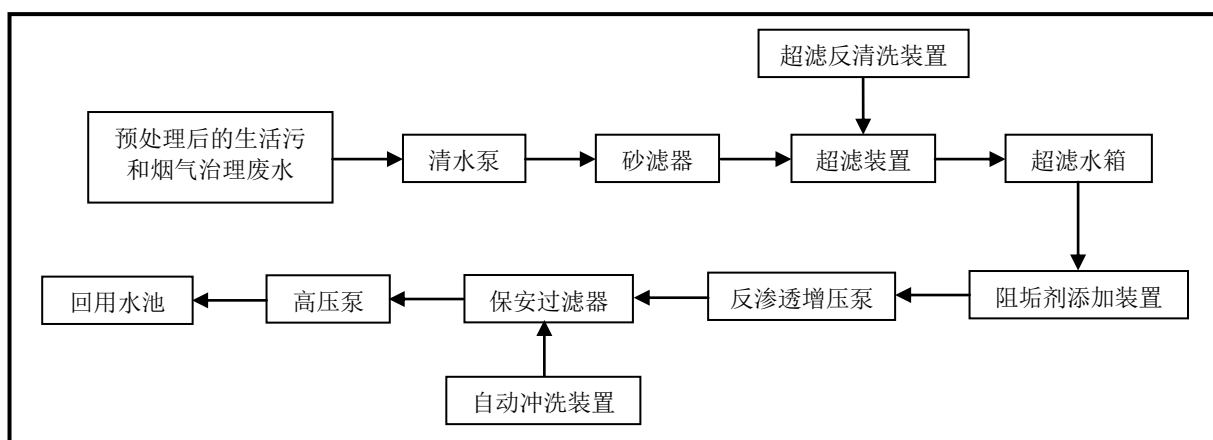 超滤反清洗装置
预处理后的生活污
和烟气治理废水
清水泵
砂滤器
超滤装置
超滤水箱
回用水池
高压泵
保安过滤器
反渗透增压泵
阻垢剂添加装置
自动冲洗装置